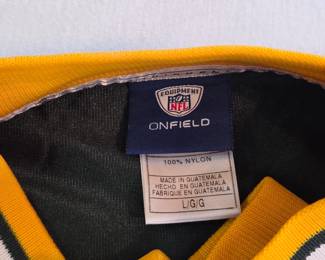 EQUIPMENT
NFL
ONFIELD
100% NYLON
MADE IN GUATEMALA
HECHO EN GUATEMALA
FABRIQUE EN GUATEMALA
L/G/G